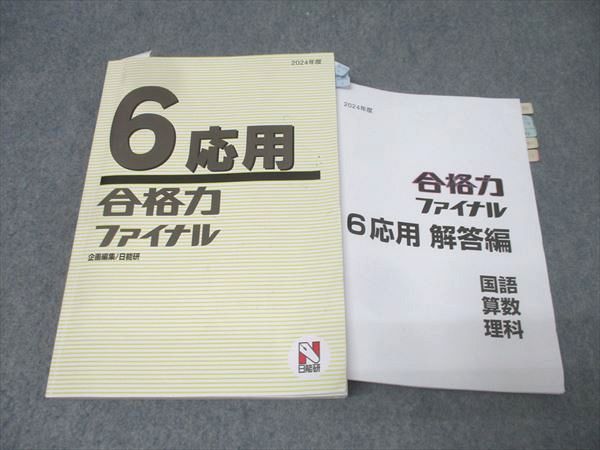 2024年度
6応用
合格力
ファイナル
企画編集/日能研
N
日能研
2024年度
合格力
ファイナル
6応用 解答編
国語
算数
理科